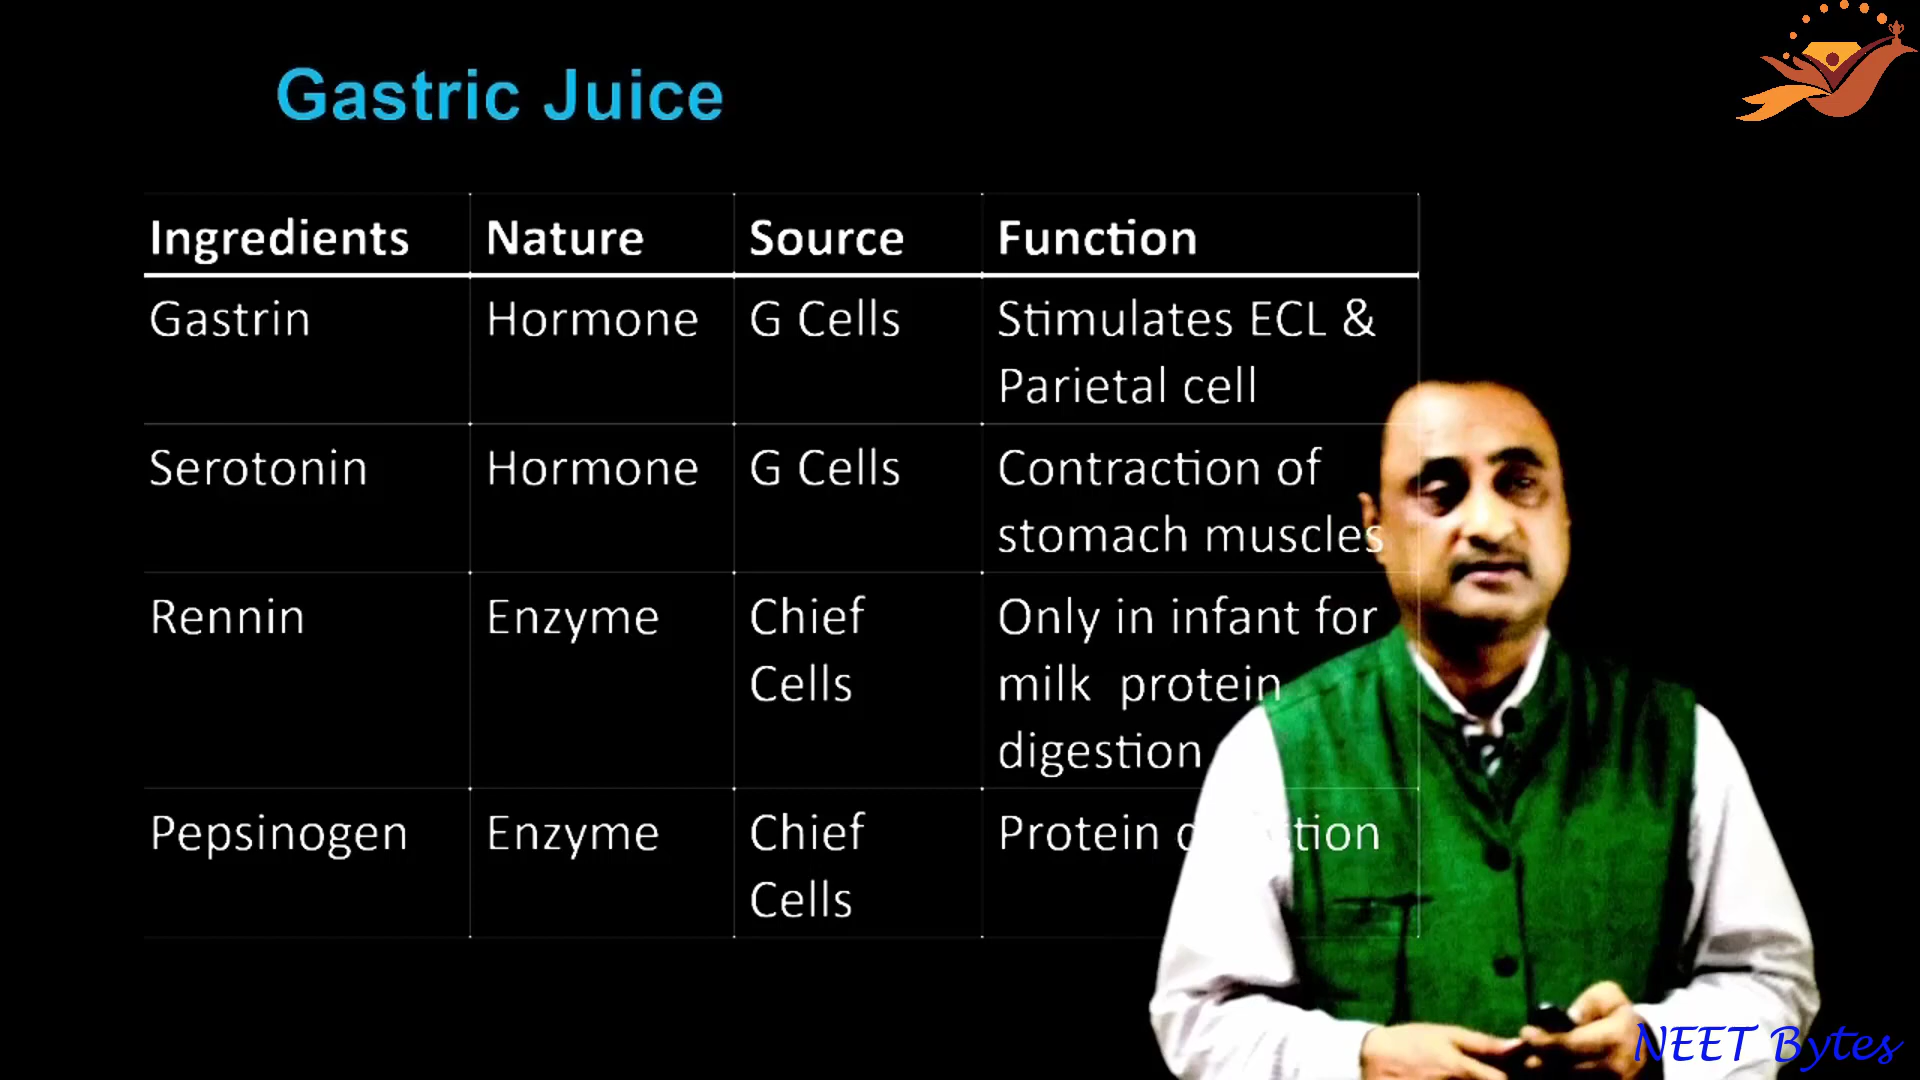 Gastric Juice
Ingredients Nature Source Function
Gastrin Hormone G Cells Stimulates ECL &
Parietal cell
Serotonin Hormone G Cells Contraction of
stomach muscles
Rennin Enzyme Chief Only in infant for
Cells milk protein
digestion
Pepsinogen Enzyme Chief Protein
Cells
NEET Bytes